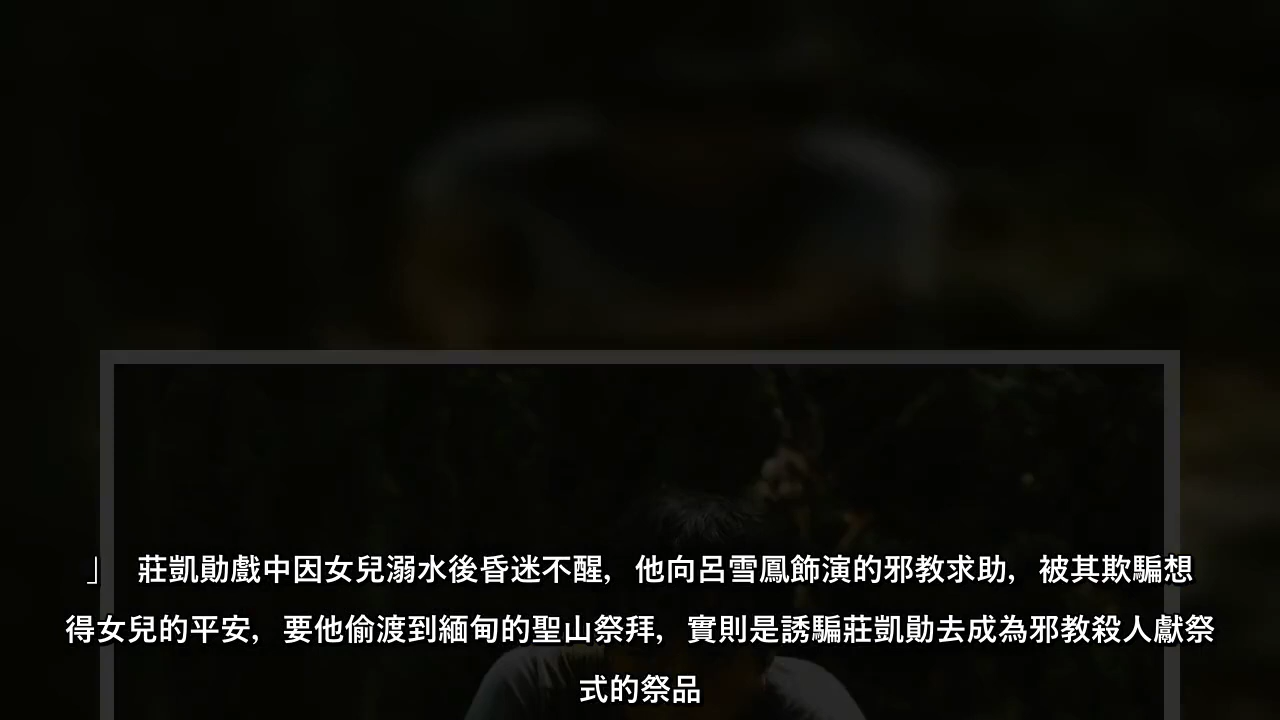 」 莊凱勛戲中因女兒溺水後昏迷不醒，他向呂雪鳳飾演的邪教求助，被其欺騙想
得女兒的平安，要他偷渡到緬甸的聖山祭拜，實則是誘騙莊凱勛去成為邪教殺人獻祭
式的祭品